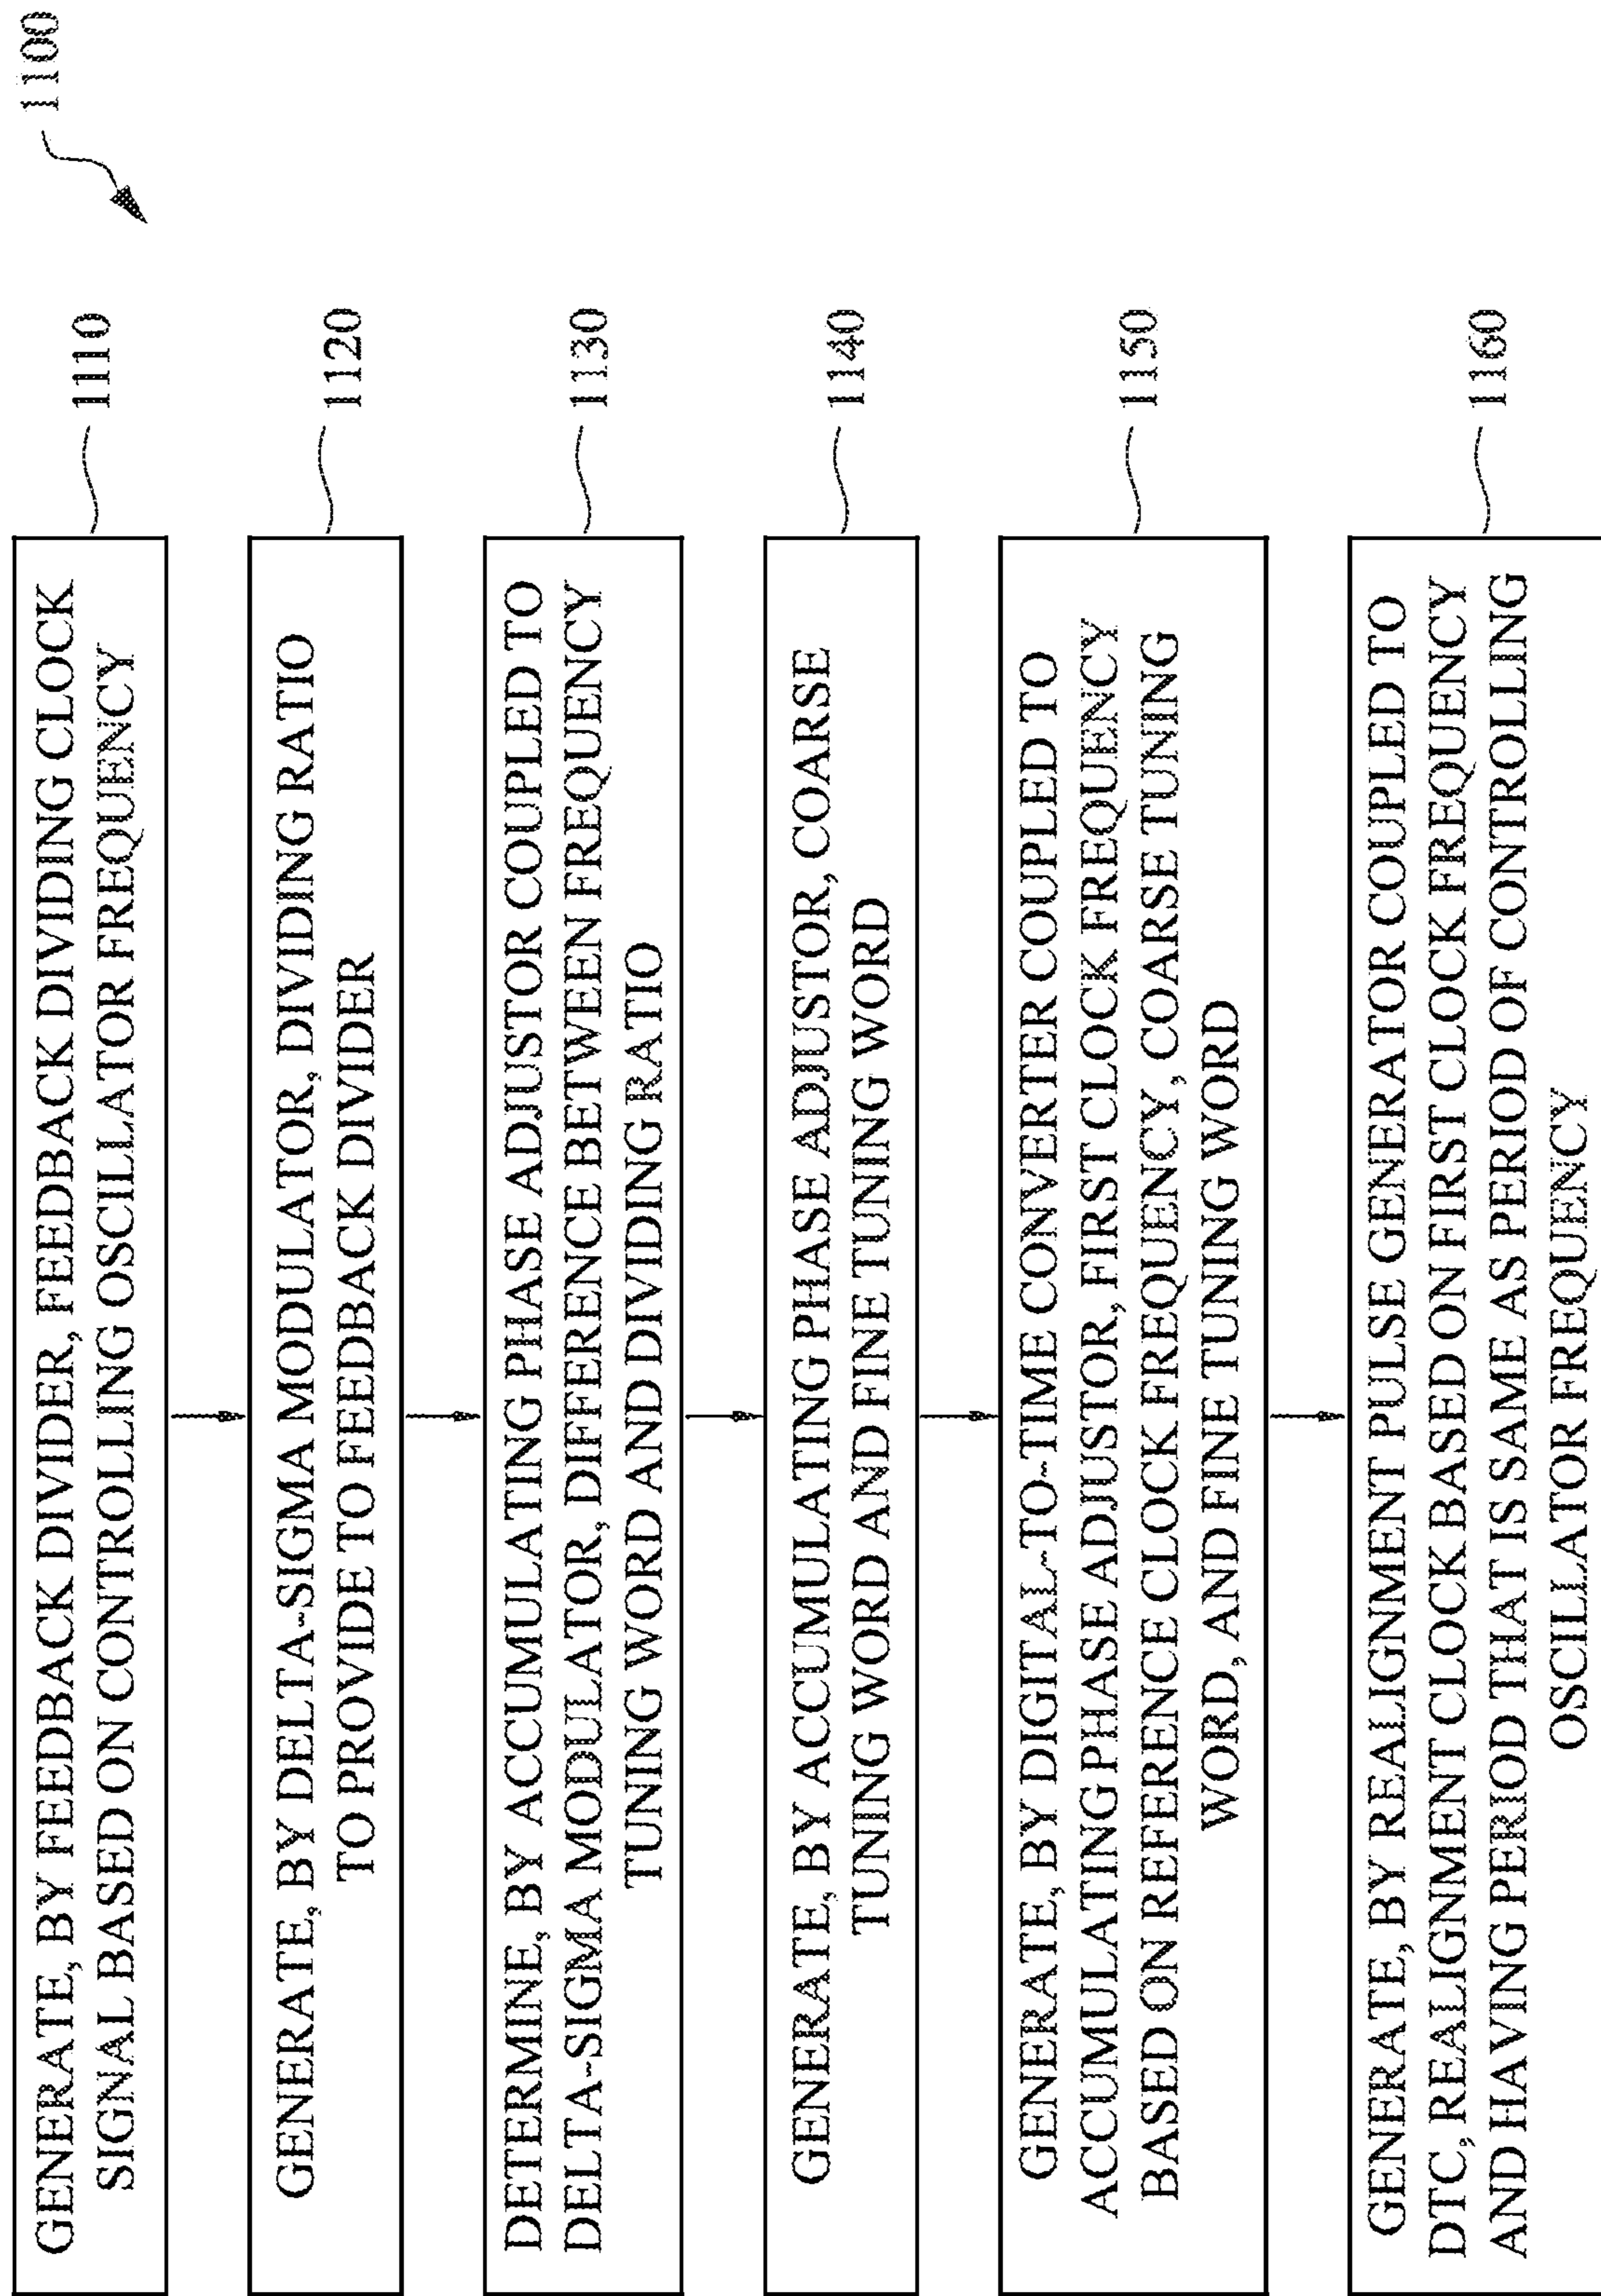 1100
GENERATE, BY FEEDBACK DIVIDER, FEEDBACK DIVIDING CLOCK
SIGNAL BASED ON CONTROLLING OSCILLATOR FREQUENCY
1110
GENERATE, BY DELTA-SIGMA MODULATOR, DIVIDING RATIO
TO PROVIDE TO FEEDBACK DIVIDER
1120
DETERMINE, BY ACCUMULATING PHASE ADJUSTOR COUPLED TO
DELTA-SIGMA MODULATOR, DIFFERENCE BETWEEN FREQUENCY
TUNING WORD AND DIVIDING RATIO
1130
GENERATE, BY ACCUMULATING PHASE ADJUSTOR, COARSE
TUNING WORD AND FINE TUNING WORD
1140
GENERATE, BY DIGITAL-TO-TIME CONVERTER COUPLED TO
ACCUMULATING PHASE ADJUSTOR, FIRST CLOCK FREQUENCY
BASED ON REFERENCE CLOCK FREQUENCY, COARSE TUNING
WORD, AND FINE TUNING WORD
1150
GENERATE, BY REALIGNMENT PULSE GENERATOR COUPLED TO
DTC, REALIGNMENT CLOCK BASED ON FIRST CLOCK FREQUENCY
AND HAVING PERIOD THAT IS SAME AS PERIOD OF CONTROLLING
OSCILLATOR FREQUENCY
1160